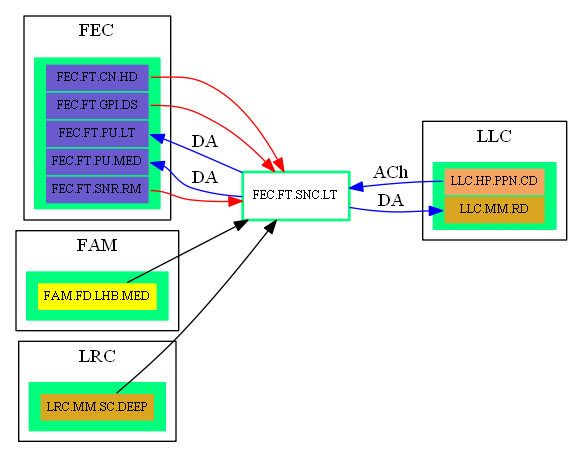 FEC
FEC.FT.CN.HD
FEC.FT.GPI.DS
FEC.FT.PU.LT
FEC.FT.PU.MED
FEC.FT.SNR.RM
DA
DA
FEC.FT.SNC.LT
FAM
FAM.FD.LHB.MED
LRC
LRC.MM.SC.DEEP
LLC
ACh
LLC.HP.PPN.CD
DA
LLC.MM.RD